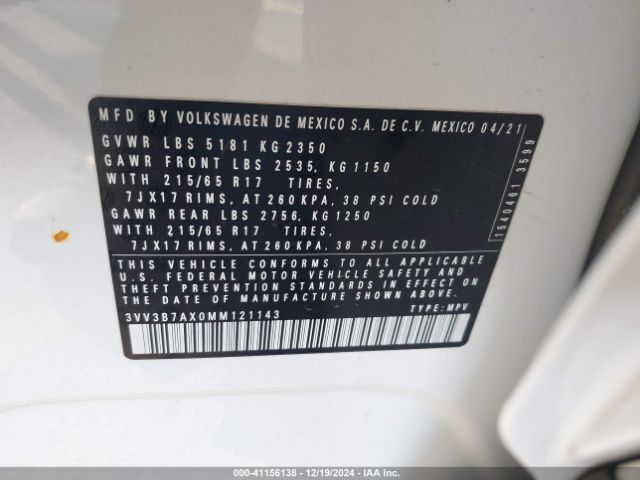 MFD BY VOLKSWAGEN DE MEXICO S.A. DE C.V. MEXICO 04/21
GVWR LBS 5181 KG 2350
GAWR FRONT LBS 2535, KG 1150
WITH 215/65 R17 TIRES,
7JX17 RIMS, AT 260 KPA, 38 PSI COLD
GAWR REAR LBS 2756, KG 1250
WITH 215/65 R17 TIRES,
7JX17 RIMS, AT 260 KPA, 38 PSI COLD
THIS VEHICLE CONFORMS TO ALL APPLICABLE
U.S. FEDERAL MOTOR VEHICLE SAFETY AND
THEFT PREVENTION STANDARDS IN EFFECT ON
THE DATE OF MANUFACTURE SHOWN ABOVE.
3VV3B7AX0MM121143 TYPE: MPV
1540461 3599
000-41156138 - 12/19/2024 - IAA Inc.